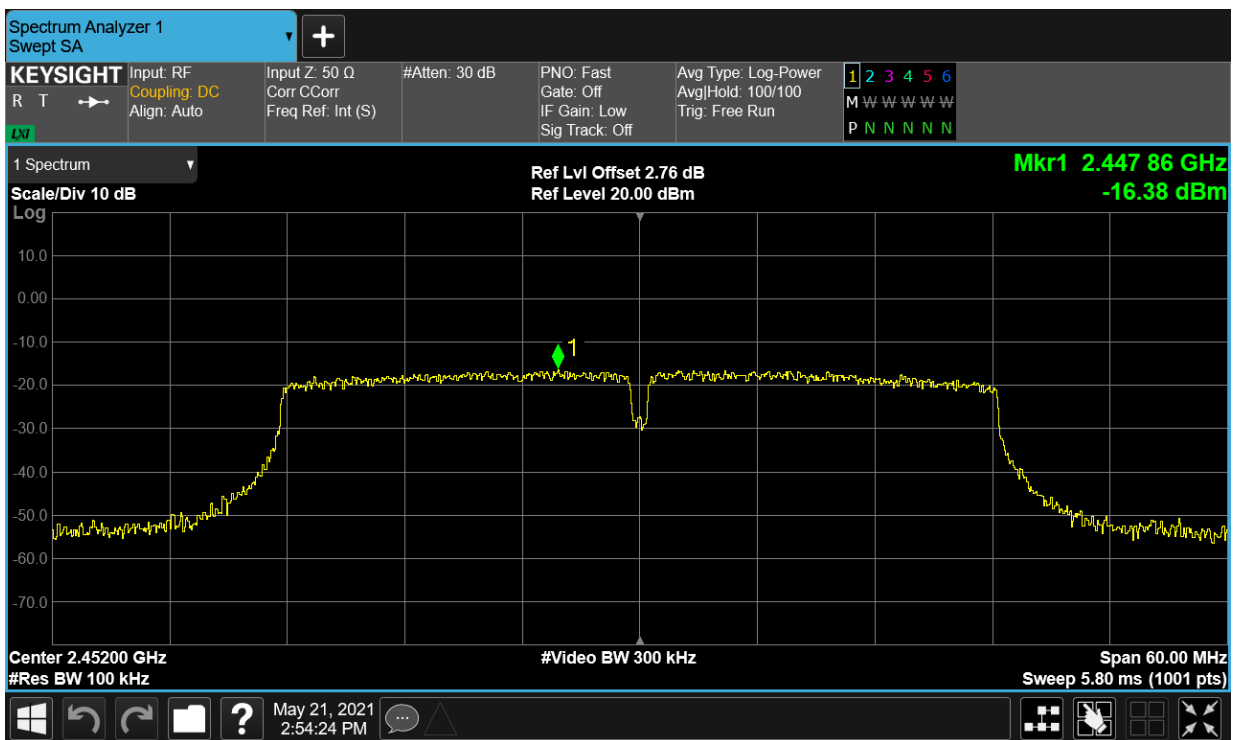 Spectrum Analyzer 1
Swept SA
KEYSIGHT
R T
LXI
Input: RF
Coupling: DC
Align: Auto
Input Z: 50 Ω
Corr CCorr
Freq Ref: Int (S)
#Atten: 30 dB
PNO: Fast
Gate: Off
IF Gain: Low
Sig Track: Off
Avg Type: Log-Power
Avg|Hold: 100/100
Trig: Free Run
1 2 3 4 5 6
M W W W W W
P N N N N N
1 Spectrum
Scale/Div 10 dB
Ref Lvl Offset 2.76 dB
Ref Level 20.00 dBm
Mkr1 2.447 86 GHz
-16.38 dBm
Log
10.0
0.00
-10.0
-20.0
-30.0
-40.0
-50.0
-60.0
-70.0
1
Center 2.45200 GHz
#Res BW 100 kHz
#Video BW 300 kHz
Span 60.00 MHz
Sweep 5.80 ms (1001 pts)
?
May 21, 2021
2:54:24 PM